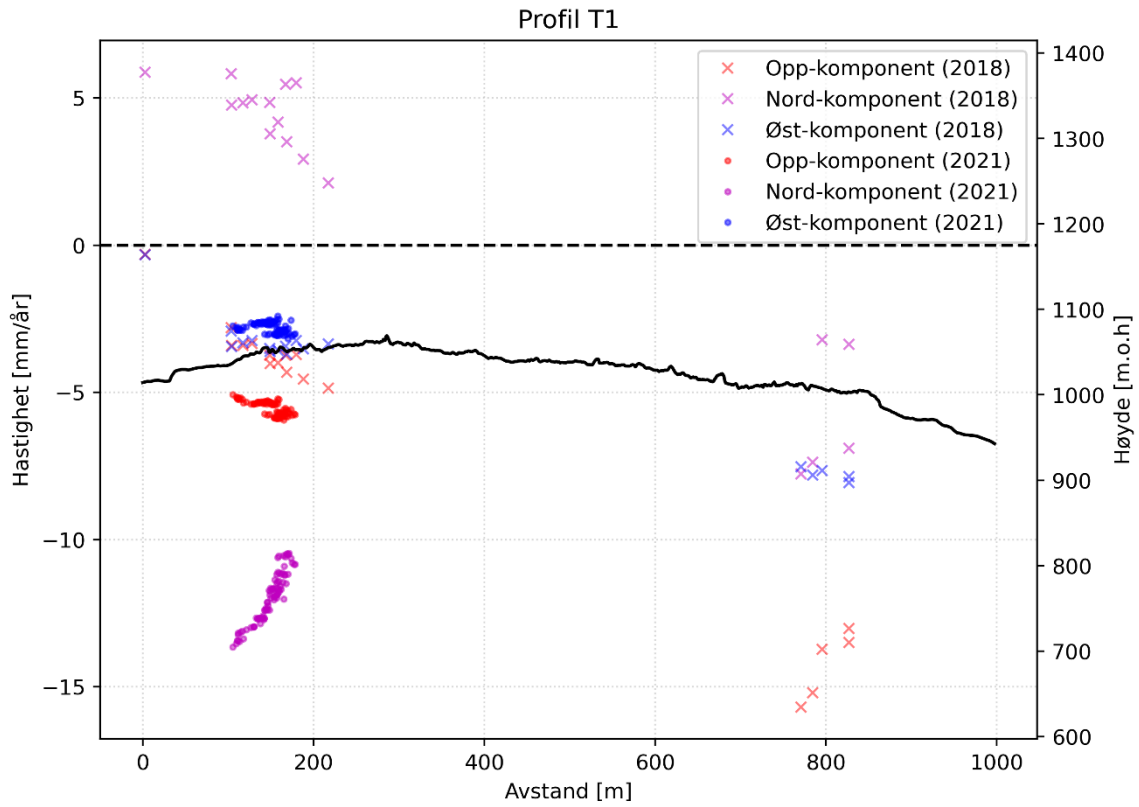 Profil T1
Opp-komponent (2018)
Nord-komponent (2018)
Øst-komponent (2018)
Opp-komponent (2021)
Nord-komponent (2021)
Øst-komponent (2021)
Hastighet [mm/år]
5
0
−5
−10
−15
Høyde [m.o.h]
1400
1300
1200
1100
1000
900
800
700
600
0
200
400
600
800
1000
Avstand [m]